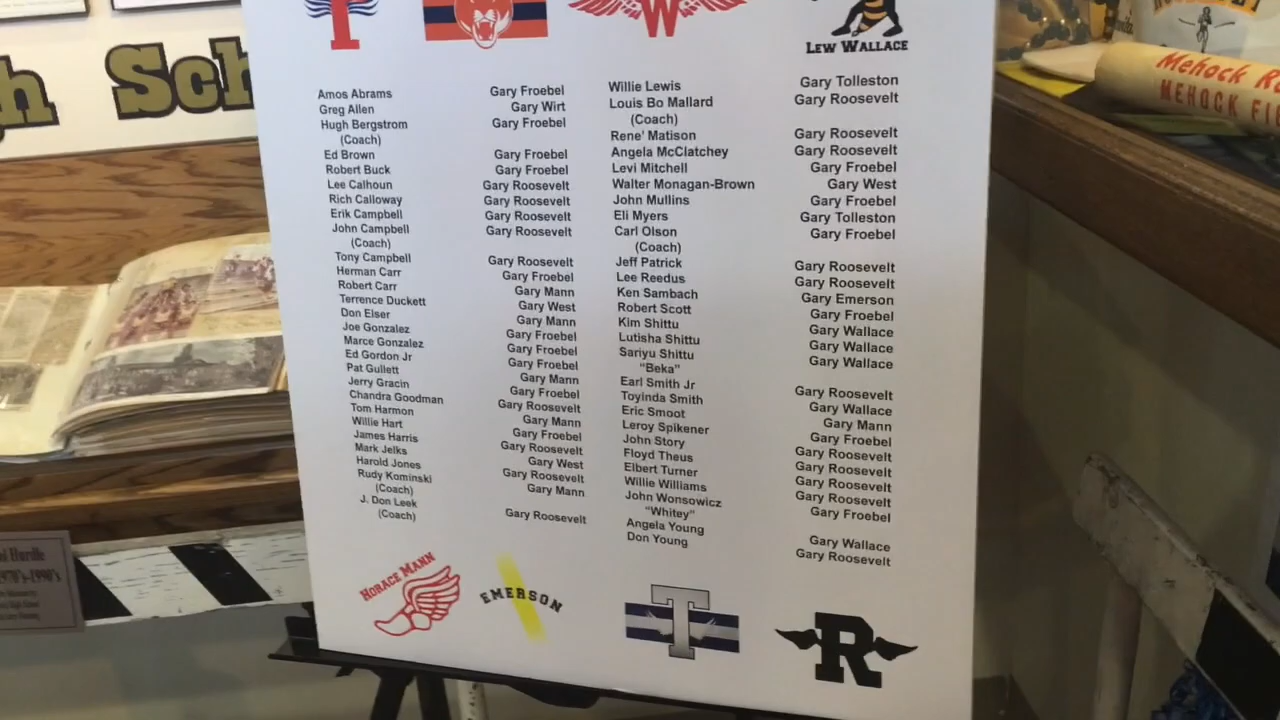 h Sch
W
LEW WALLACE
Amos Abrams Gary Froebel
Greg Allen Gary Wirt
Hugh Bergstrom Gary Froebel
(Coach)
Ed Brown Gary Froebel
Robert Buck Gary Froebel
Lee Calhoun Gary Roosevelt
Rich Calloway Gary Roosevelt
Erik Campbell Gary Roosevelt
John Campbell Gary Roosevelt
(Coach)
Tony Campbell Gary Roosevelt
Herman Carr Gary Froebel
Robert Carr Gary Mann
Terrence Duckett Gary West
Don Elser Gary Mann
Joe Gonzalez Gary Froebel
Marce Gonzalez Gary Froebel
Ed Gordon Jr Gary Froebel
Pat Gullett Gary Mann
Jerry Gracin Gary Froebel
Chandra Goodman Gary Roosevelt
Tom Harmon Gary Mann
Willie Hart Gary Froebel
James Harris Gary Roosevelt
Mark Jelks Gary West
Harold Jones Gary Roosevelt
Rudy Kominski Gary Mann
(Coach)
J. Don Leek Gary Roosevelt
(Coach)
Willie Lewis Gary Tolleston
Louis Bo Mallard Gary Roosevelt
(Coach)
Rene' Matison Gary Roosevelt
Angela McClatchey Gary Roosevelt
Levi Mitchell Gary Froebel
Walter Monagan-Brown Gary West
John Mullins Gary Froebel
Eli Myers Gary Tolleston
Carl Olson Gary Froebel
(Coach)
Jeff Patrick Gary Roosevelt
Lee Reedus Gary Roosevelt
Ken Sambach Gary Emerson
Robert Scott Gary Froebel
Kim Shittu Gary Wallace
Lutisha Shittu Gary Wallace
Sariyu Shittu Gary Wallace
"Beka"
Earl Smith Jr Gary Roosevelt
Toyinda Smith Gary Wallace
Eric Smoot Gary Mann
Leroy Spikener Gary Froebel
John Story Gary Roosevelt
Floyd Theus Gary Roosevelt
Elbert Turner Gary Roosevelt
Willie Williams Gary Roosevelt
John Wonsowicz Gary Froebel
"Whitey"
Angela Young Gary Wallace
Don Young Gary Roosevelt
HORACE MANN
EMERSON
T
R
Mehock
MEHOCK
Hurdle
1970's-1990's